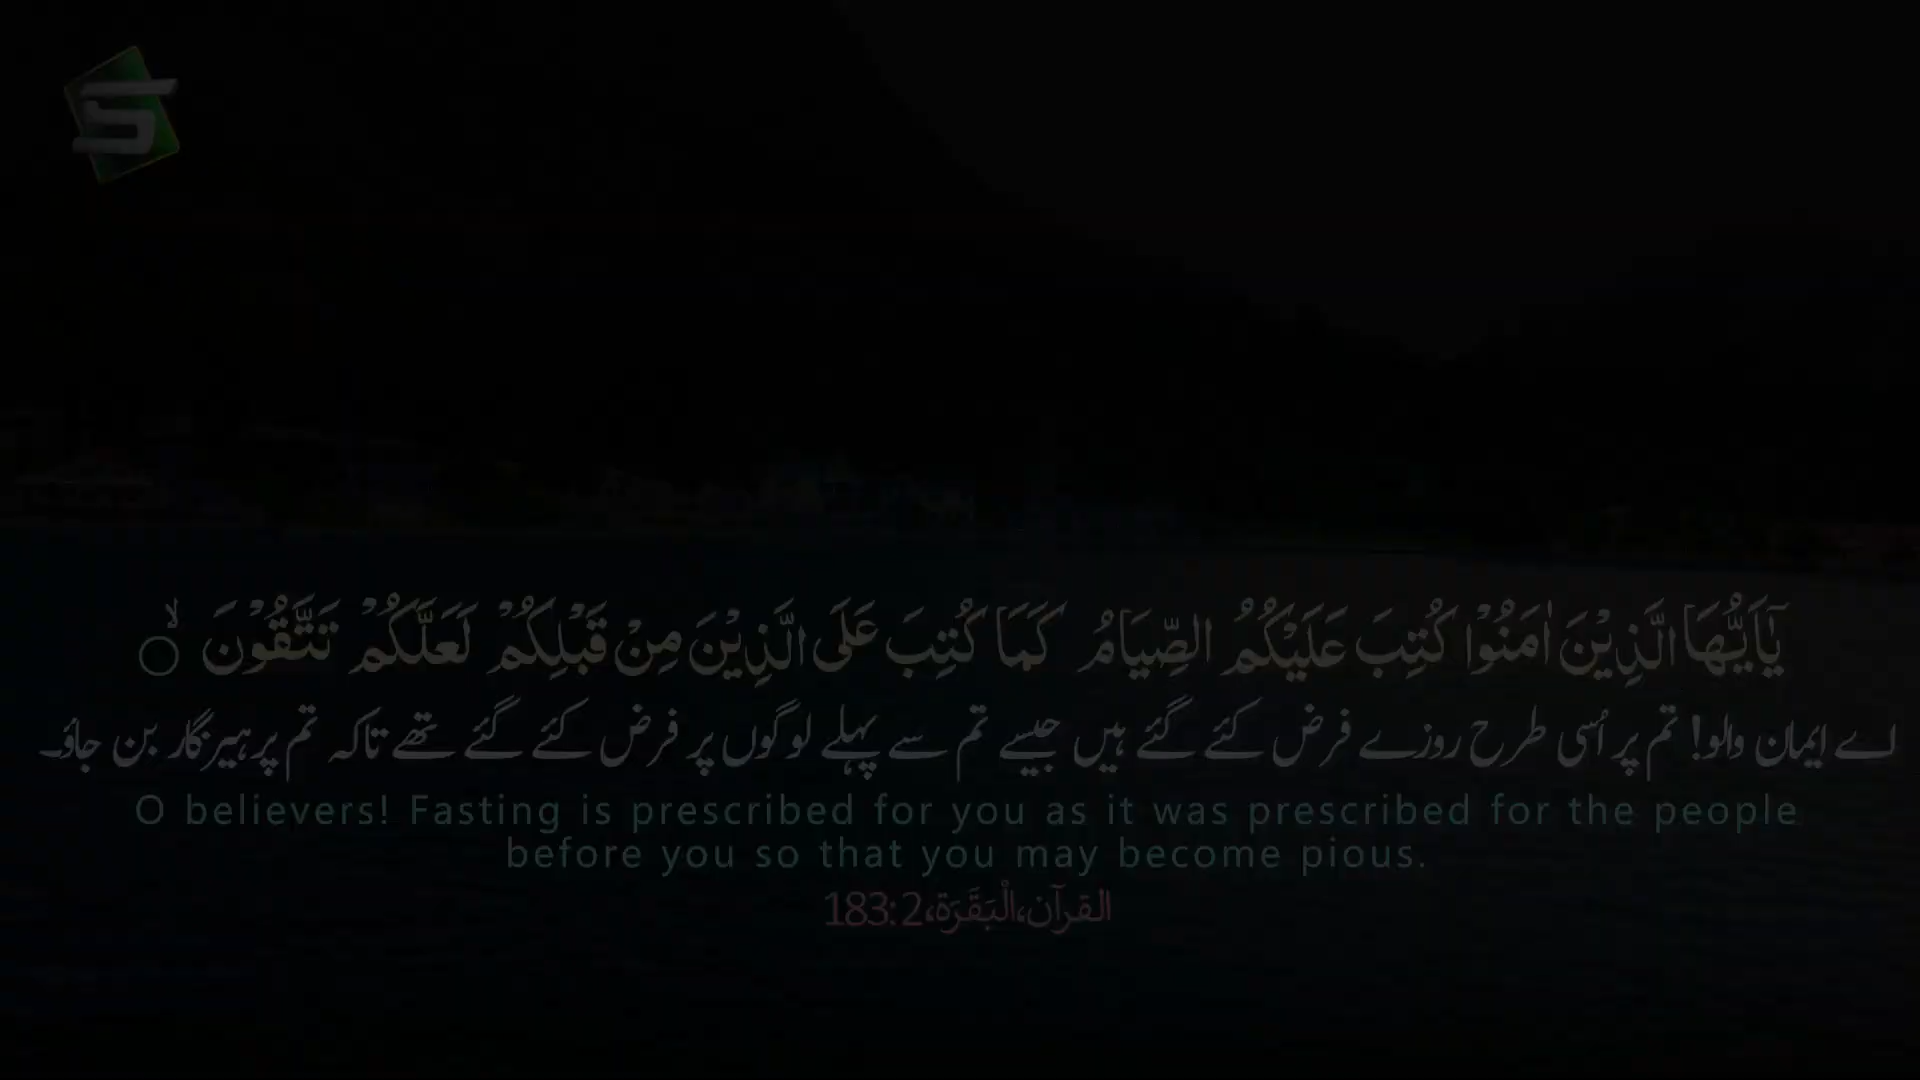 S
يٰۤاَيُّهَا الَّذِيْنَ اٰمَنُوْا كُتِبَ عَلَيْكُمُ الصِّيَامُ كَمَا كُتِبَ عَلَى الَّذِيْنَ مِنْ قَبْلِكُمْ لَعَلَّكُمْ تَتَّقُوْنَ ۙ○
اے ایمان والو! تم پر اُسی طرح روزے فرض کئے گئے ہیں جیسے تم سے پہلے لوگوں پر فرض کئے گئے تھے تاکہ تم پرہیزگار بن جاؤ۔
O believers! Fasting is prescribed for you as it was prescribed for the people
before you so that you may become pious.
القرآن،الْبَقَرَة،2 :183